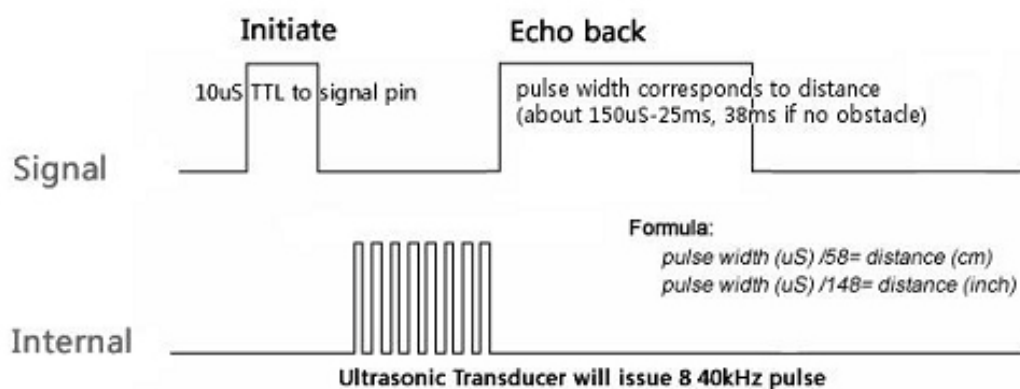 Initiate
Echo back
10uS TTL to signal pin
pulse width corresponds to distance
(about 150uS-25ms, 38ms if no obstacle)
Signal
Formula:
pulse width (uS) /58= distance (cm)
pulse width (uS) /148= distance (inch)
Internal
Ultrasonic Transducer will issue 8 40kHz pulse